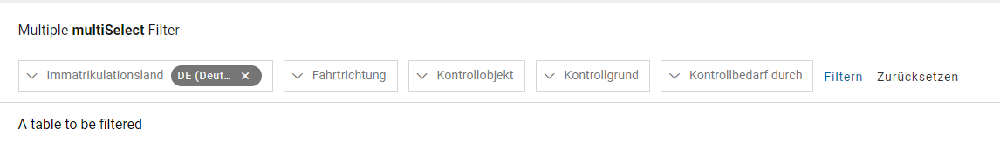 Multiple multiSelect Filter
Immatrikulationsland DE (Deut... × Fahrtrichtung Kontrollobjekt Kontrollgrund Kontrollbedarf durch Filtern Zurücksetzen
A table to be filtered